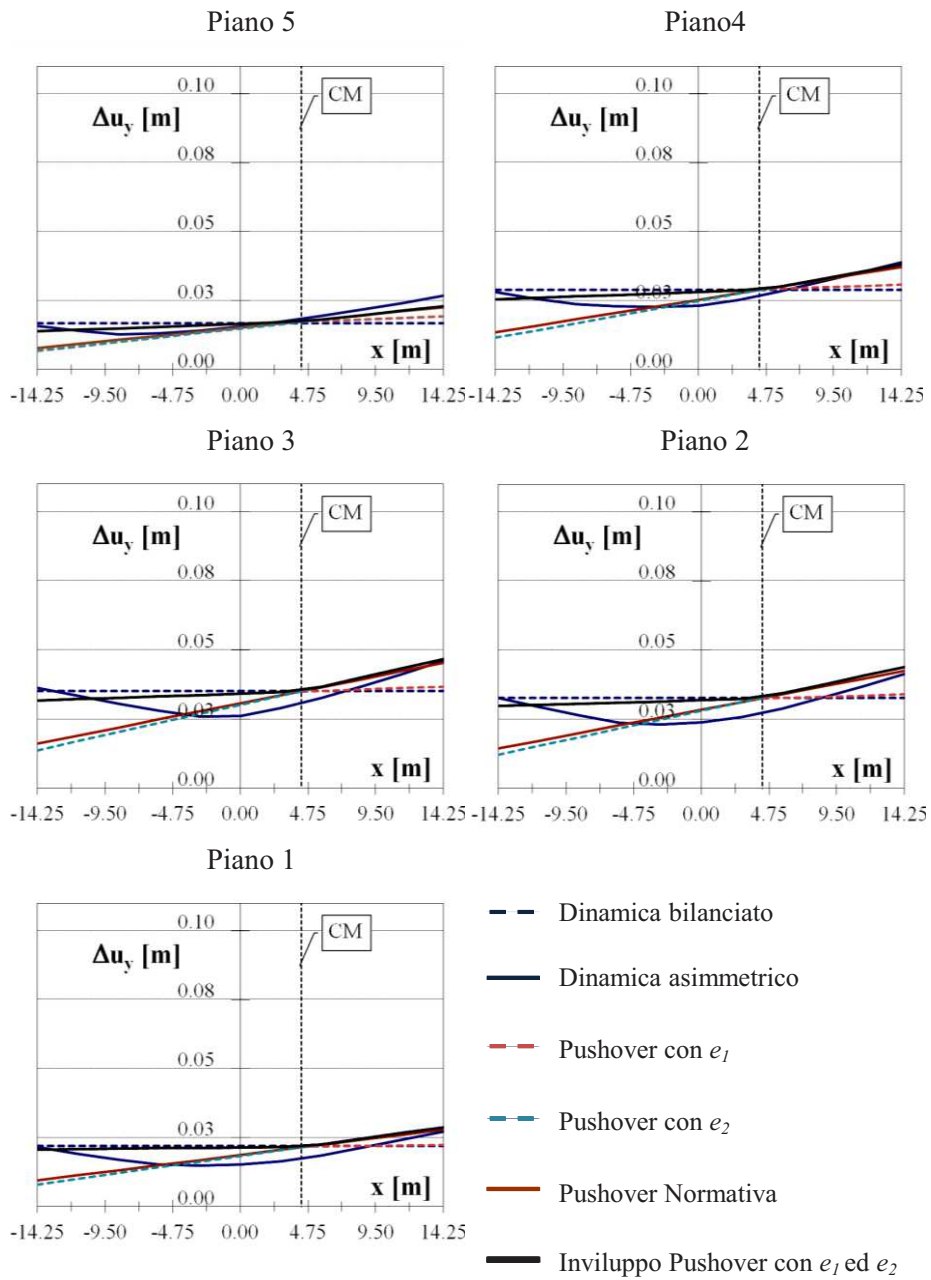 Piano 5
Piano4
0.10
CM
Δu_y [m]
0.08
0.05
0.03
0.00
x [m]
-14.25 -9.50 -4.75 0.00 4.75 9.50 14.25
0.10
CM
Δu_y [m]
0.08
0.05
0.03
0.00
x [m]
-14.25 -9.50 -4.75 0.00 4.75 9.50 14.25
Piano 3
Piano 2
0.10
CM
Δu_y [m]
0.08
0.05
0.03
0.00
x [m]
-14.25 -9.50 -4.75 0.00 4.75 9.50 14.25
0.10
CM
Δu_y [m]
0.08
0.05
0.03
0.00
x [m]
-14.25 -9.50 -4.75 0.00 4.75 9.50 14.25
Piano 1
0.10
CM
Δu_y [m]
0.08
0.05
0.03
0.00
x [m]
-14.25 -9.50 -4.75 0.00 4.75 9.50 14.25
Dinamica bilanciato
Dinamica asimmetrico
Pushover con e1
Pushover con e2
Pushover Normativa
Inviluppo Pushover con e1 ed e2